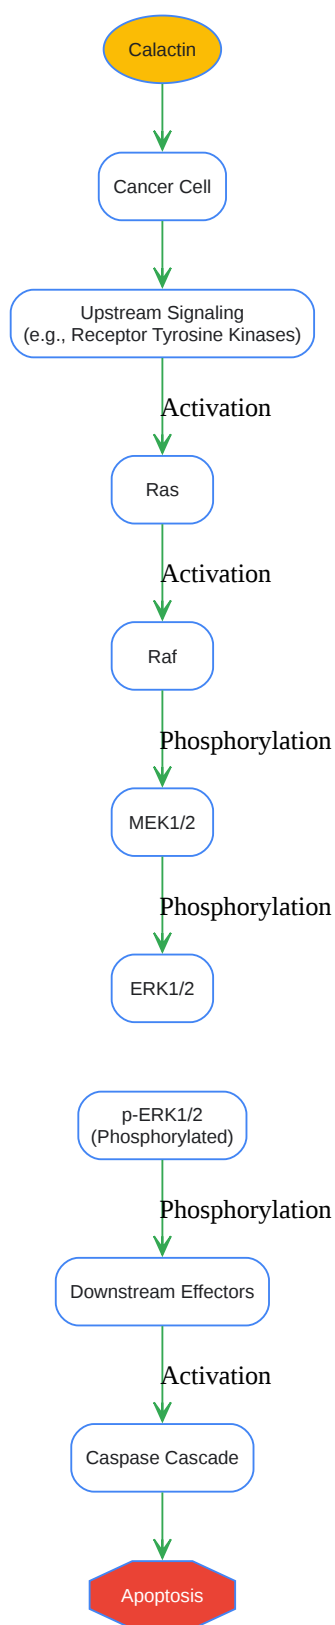 Calactin
Cancer Cell
Upstream Signaling
(e.g., Receptor Tyrosine Kinases)
Activation
Ras
Activation
Raf
Phosphorylation
MEK1/2
Phosphorylation
ERK1/2
p-ERK1/2
(Phosphorylated)
Phosphorylation
Downstream Effectors
Activation
Caspase Cascade
Apoptosis